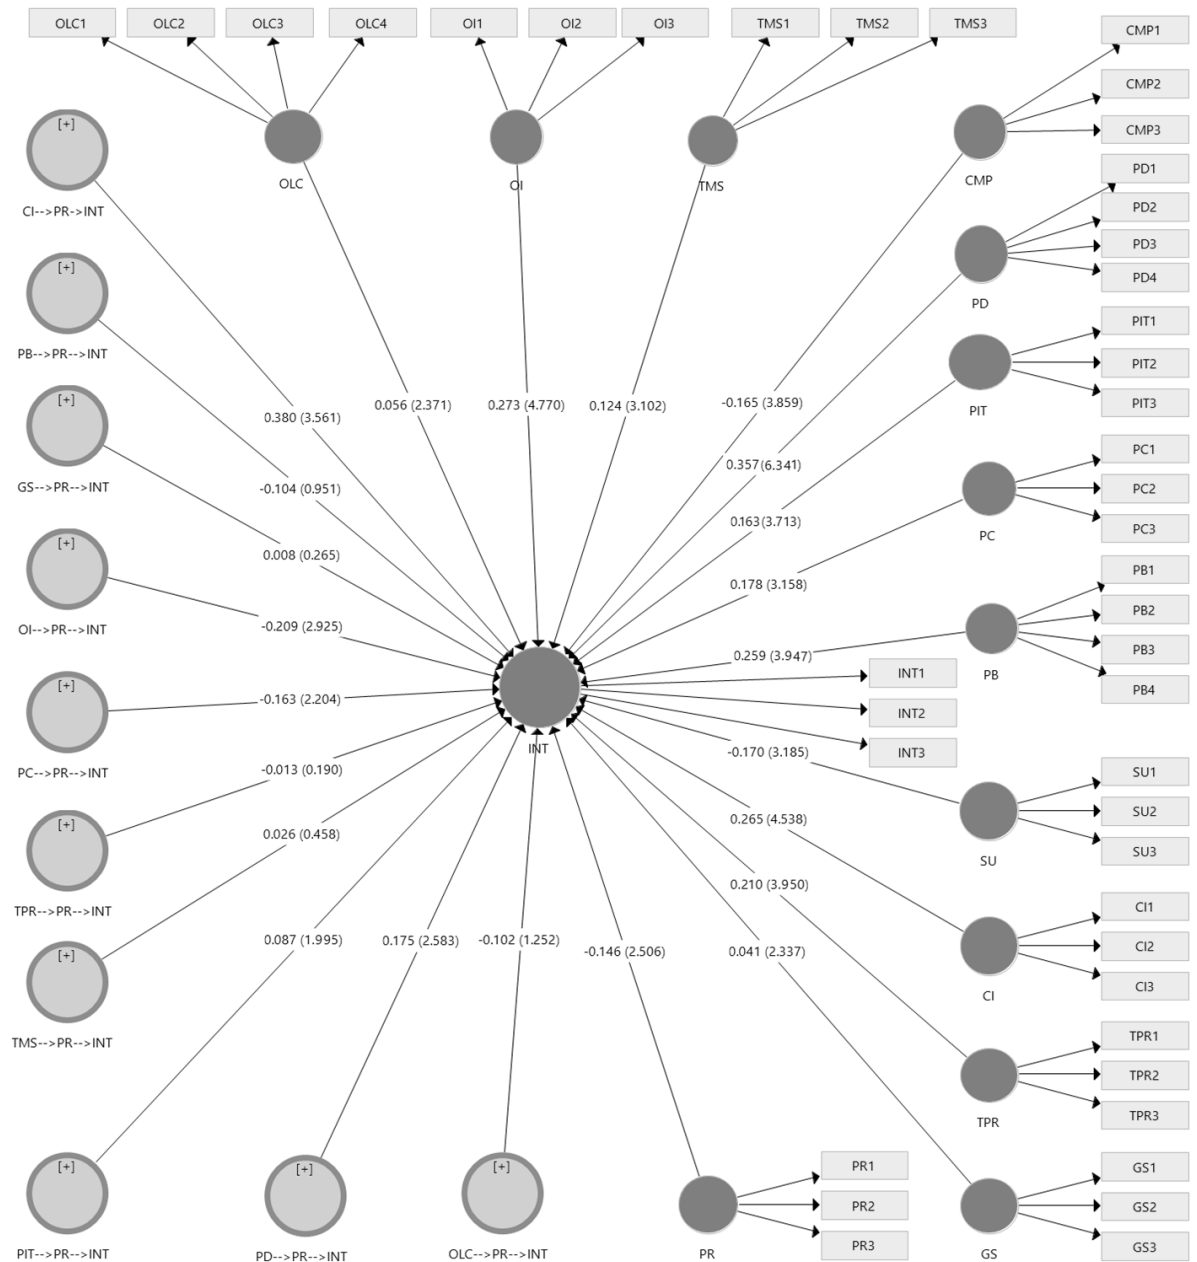 OLC1
OLC2
OLC3
OLC4
OI1
OI2
OI3
TMS1
TMS2
TMS3
CMP1
CMP2
CMP3
PD1
PD2
PD3
PD4
[+]
CI-->PR->INT
OLC
OI
TMS
CMP
[+]
PB-->PR-->INT
PD
PIT1
PIT2
PIT3
PIT
[+]
GS-->PR-->INT
0.380 (3.561)
0.056 (2.371)
0.273 (4.770)
0.124 (3.102)
-0.165 (3.859)
0.357(6.341)
0.163(3.713)
-0.104 (0.951)
PC1
PC2
PC3
PC
0.008 (0.265)
0.178 (3.158)
[+]
OI-->PR-->INT
-0.209 (2.925)
0.259 (3.947)
PB1
PB2
PB3
PB4
PB
INT1
INT2
INT3
INT
[+]
PC-->PR-->INT
-0.163 (2.204)
-0.170 (3.185)
-0.013 (0.190)
SU1
SU2
SU3
SU
[+]
TPR-->PR-->INT
0.026 (0.458)
0.265 (4.538)
0.210 (3.950)
0.087 (1.995)
0.175 (2.583)
-0.102 (1.252)
-0.146 (2.506)
0.041 (2.337)
CI1
CI2
CI3
CI
[+]
TMS-->PR-->INT
TPR1
TPR2
TPR3
TPR
[+]
PIT-->PR-->INT
[+]
PD-->PR-->INT
[+]
OLC-->PR-->INT
PR1
PR2
PR3
PR
GS1
GS2
GS3
GS